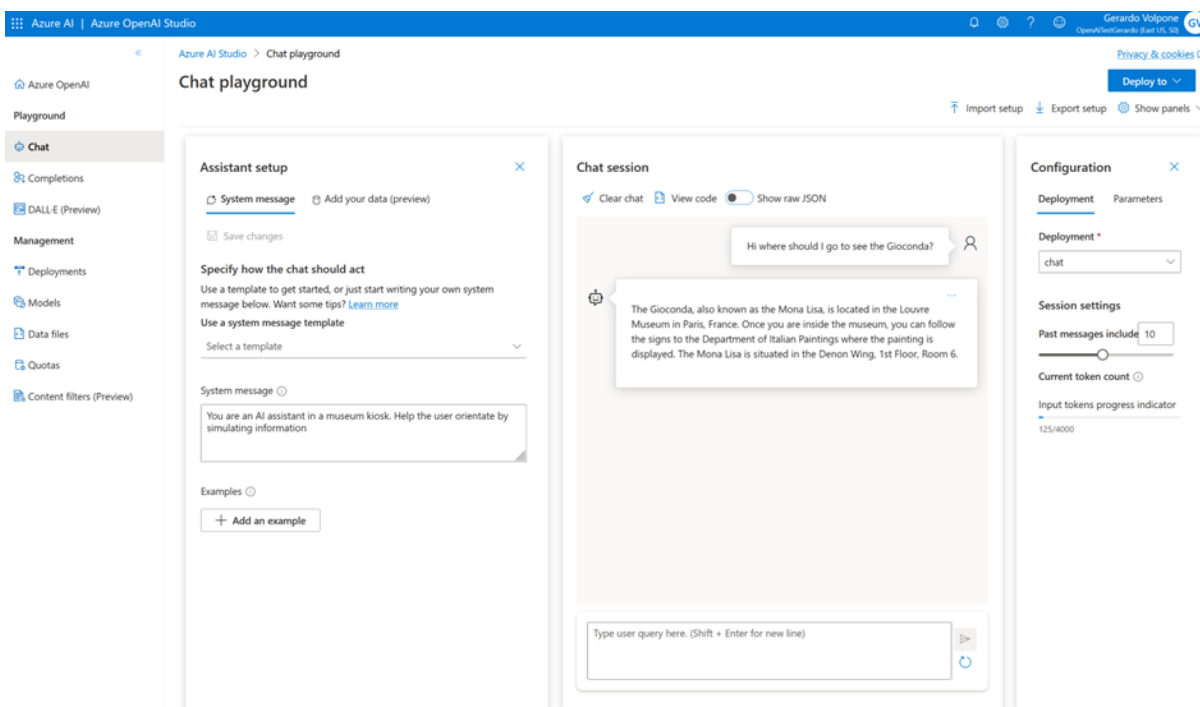 Azure AI | Azure OpenAI Studio
Gerardo Volpone
OpenAITestGerardo (East US, S0)
GV
Azure AI Studio > Chat playground
Privacy & cookies
Chat playground
Deploy to
Import setup
Export setup
Show panels
Azure OpenAI
Playground
Chat
Completions
DALL·E (Preview)
Management
Deployments
Models
Data files
Quotas
Content filters (Preview)
Assistant setup
System message
Add your data (preview)
Save changes
Specify how the chat should act
Use a template to get started, or just start writing your own system
message below. Want some tips? Learn more
Use a system message template
Select a template
System message
You are an AI assistant in a museum kiosk. Help the user orientate by
simulating information
Examples
Add an example
Chat session
Clear chat
View code
Show raw JSON
Hi where should I go to see the Gioconda?
The Gioconda, also known as the Mona Lisa, is located in the Louvre
Museum in Paris, France. Once you are inside the museum, you can follow
the signs to the Department of Italian Paintings where the painting is
displayed. The Mona Lisa is situated in the Denon Wing, 1st Floor, Room 6.
Type user query here. (Shift + Enter for new line)
Configuration
Deployment
Parameters
Deployment *
chat
Session settings
Past messages include
10
Current token count
Input tokens progress indicator
125/4000